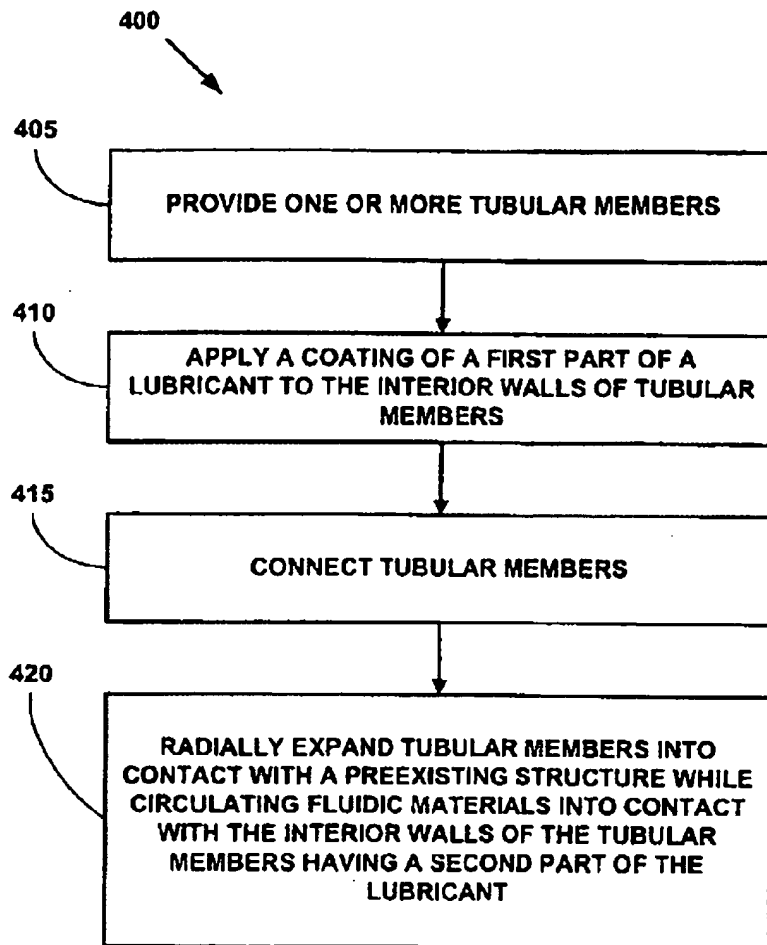 400
405
PROVIDE ONE OR MORE TUBULAR MEMBERS
410
APPLY A COATING OF A FIRST PART OF A
LUBRICANT TO THE INTERIOR WALLS OF TUBULAR
MEMBERS
415
CONNECT TUBULAR MEMBERS
420
RADIALLY EXPAND TUBULAR MEMBERS INTO
CONTACT WITH A PREEXISTING STRUCTURE WHILE
CIRCULATING FLUIDIC MATERIALS INTO CONTACT
WITH THE INTERIOR WALLS OF THE TUBULAR
MEMBERS HAVING A SECOND PART OF THE
LUBRICANT